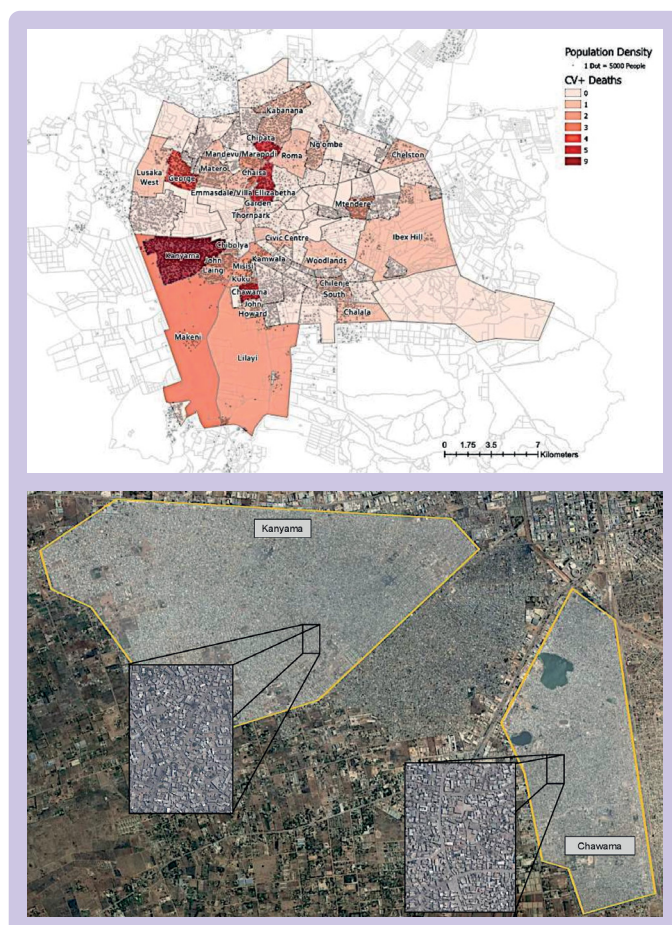 Population Density
1 Dot = 5000 People
CV+ Deaths
0
1
2
3
4
5
9
Kabanana
Chipata
Ng'ombe
Mandevu/Marapodi
Roma
Chelston
Lusaka
West
George
Matero
Chaisa
Emmasdale/Villa Elizabetha
Garden
Thornpark
Mtendere
Civic Centre
Ibex Hill
Chibolya
Kanyama
John
Laing
Misisi
Kamwala
Woodlands
Kuku
Chawama
Chilenje
South
John
Howard
Chalala
Makeni
Lilayi
0 1.75 3.5 7
Kilometers
Kanyama
Chawama